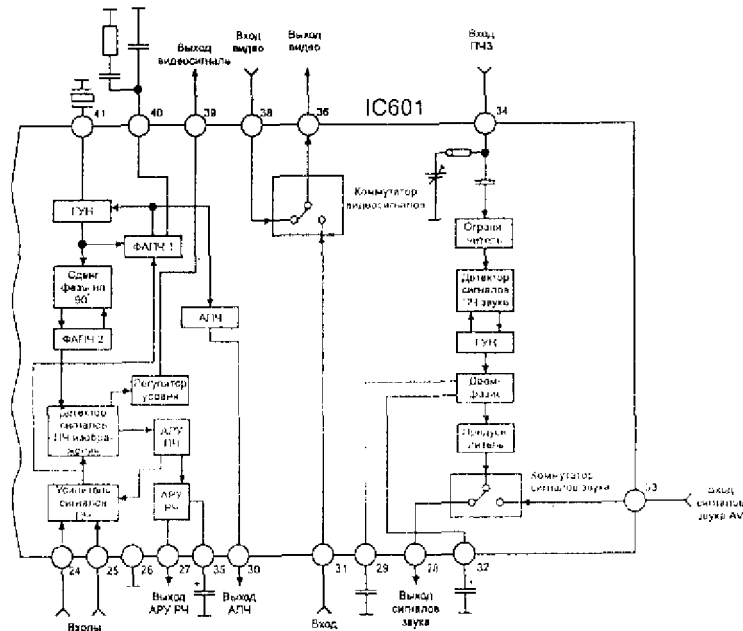 Выход
видеосигнала
Вход
видео
Выход
видео
Вход
ПЧЗ
41
40
39
38
36
IC601
34
Коммутатор
видеосигналов
ГУН
ФАПЧ 1
Ограни
читель
Сдвиг
фазы на
90°
Детектор
сигналов
ПЧ звука
АПЧ
ФАПЧ 2
ГУН
Регулятор
уровня
Деэм-
фазис
Детектор
сигналов
ПЧ изобра-
жения
АРУ
ПЧ
Предуси-
литель
Усилитель
сигналов
ПЧ
АРУ
РЧ
Коммутатор
сигналов звука
33
Вход
сигналов
звука AV
24
25
26
27
35
30
31
29
28
32
+
+
Входы
Выход
АРУ РЧ
Выход
АПЧ
Вход
Выход
сигналов
звука